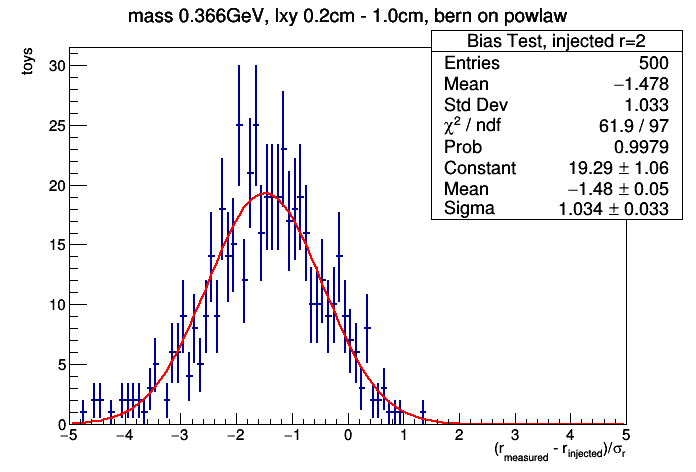 mass 0.366GeV, lxy 0.2cm - 1.0cm, bern on powlaw
Bias Test, injected r=2
Entries 500
Mean −1.478
Std Dev 1.033
χ² / ndf 61.9 / 97
Prob 0.9979
Constant 19.29 ± 1.06
Mean −1.48 ± 0.05
Sigma 1.034 ± 0.033
toys
30
25
20
15
10
5
0
−5 −4 −3 −2 −1 0 1 2 3 4 5
(r_measured - r_injected)/σ_r